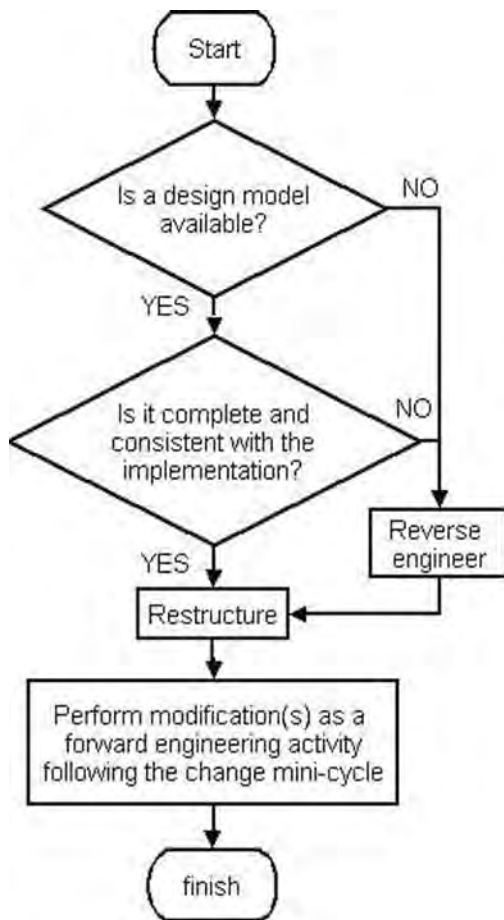 Start
Is a design model
available?
NO
YES
Is it complete and
consistent with the
implementation?
NO
YES
Reverse
engineer
Restructure
Perform modification(s) as a
forward engineering activity
following the change mini-cycle
finish